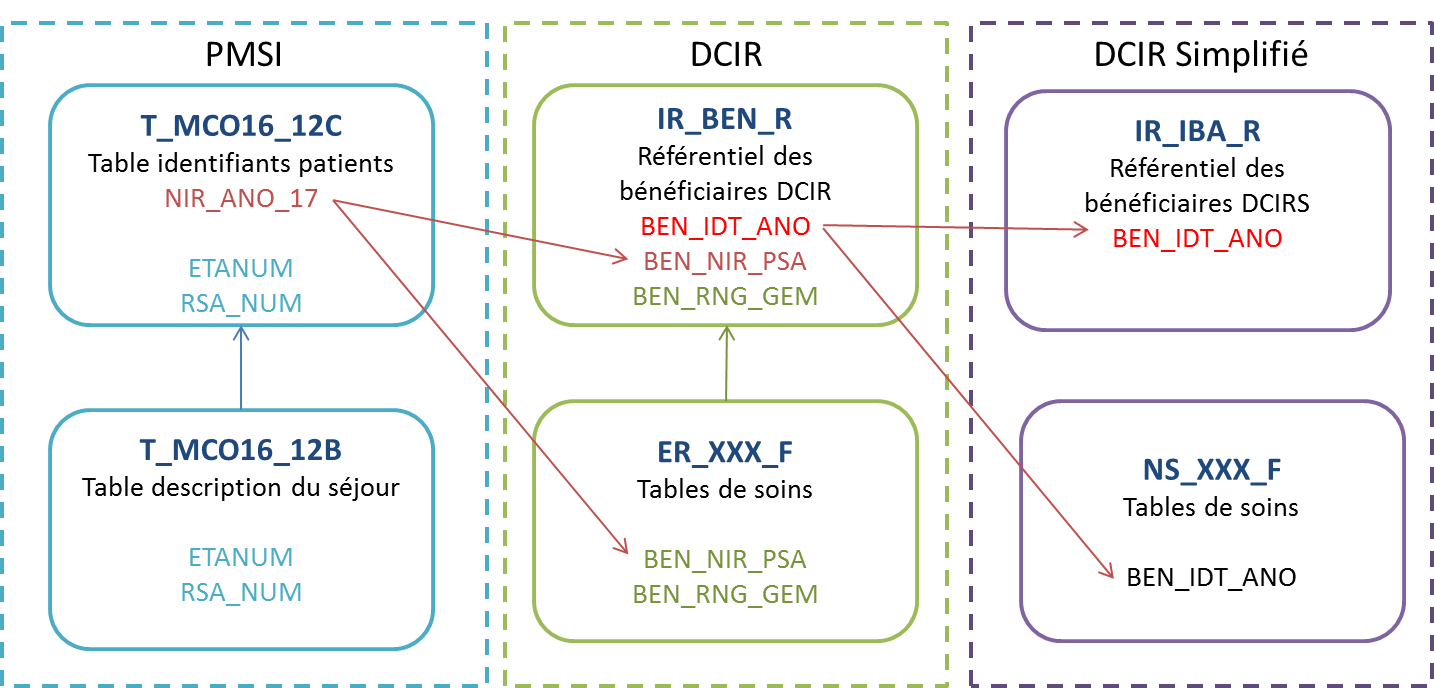 PMSI
T_MCO16_12C
Table identifiants patients
NIR_ANO_17
ETANUM
RSA_NUM
T_MCO16_12B
Table description du séjour
ETANUM
RSA_NUM
DCIR
IR_BEN_R
Référentiel des
bénéficiaires DCIR
BEN_IDT_ANO
BEN_NIR_PSA
BEN_RNG_GEM
ER_XXX_F
Tables de soins
BEN_NIR_PSA
BEN_RNG_GEM
DCIR Simplifié
IR_IBA_R
Référentiel des
bénéficiaires DCIRS
BEN_IDT_ANO
NS_XXX_F
Tables de soins
BEN_IDT_ANO